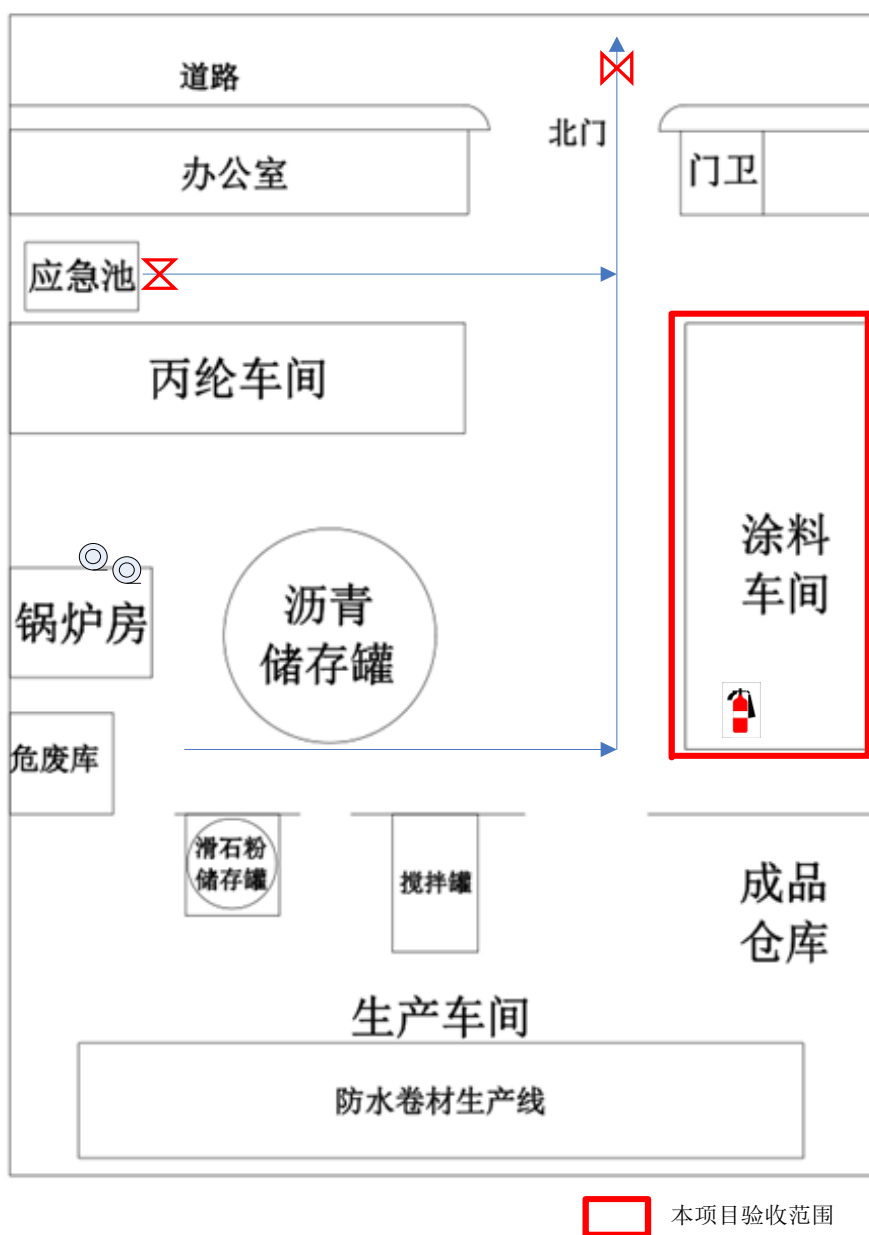 道路
北门
办公室
门卫
应急池
丙纶车间
涂料
车间
沥青
储存罐
锅炉房
危废库
滑石粉
储存罐
搅拌罐
成品
仓库
生产车间
防水卷材生产线
本项目验收范围